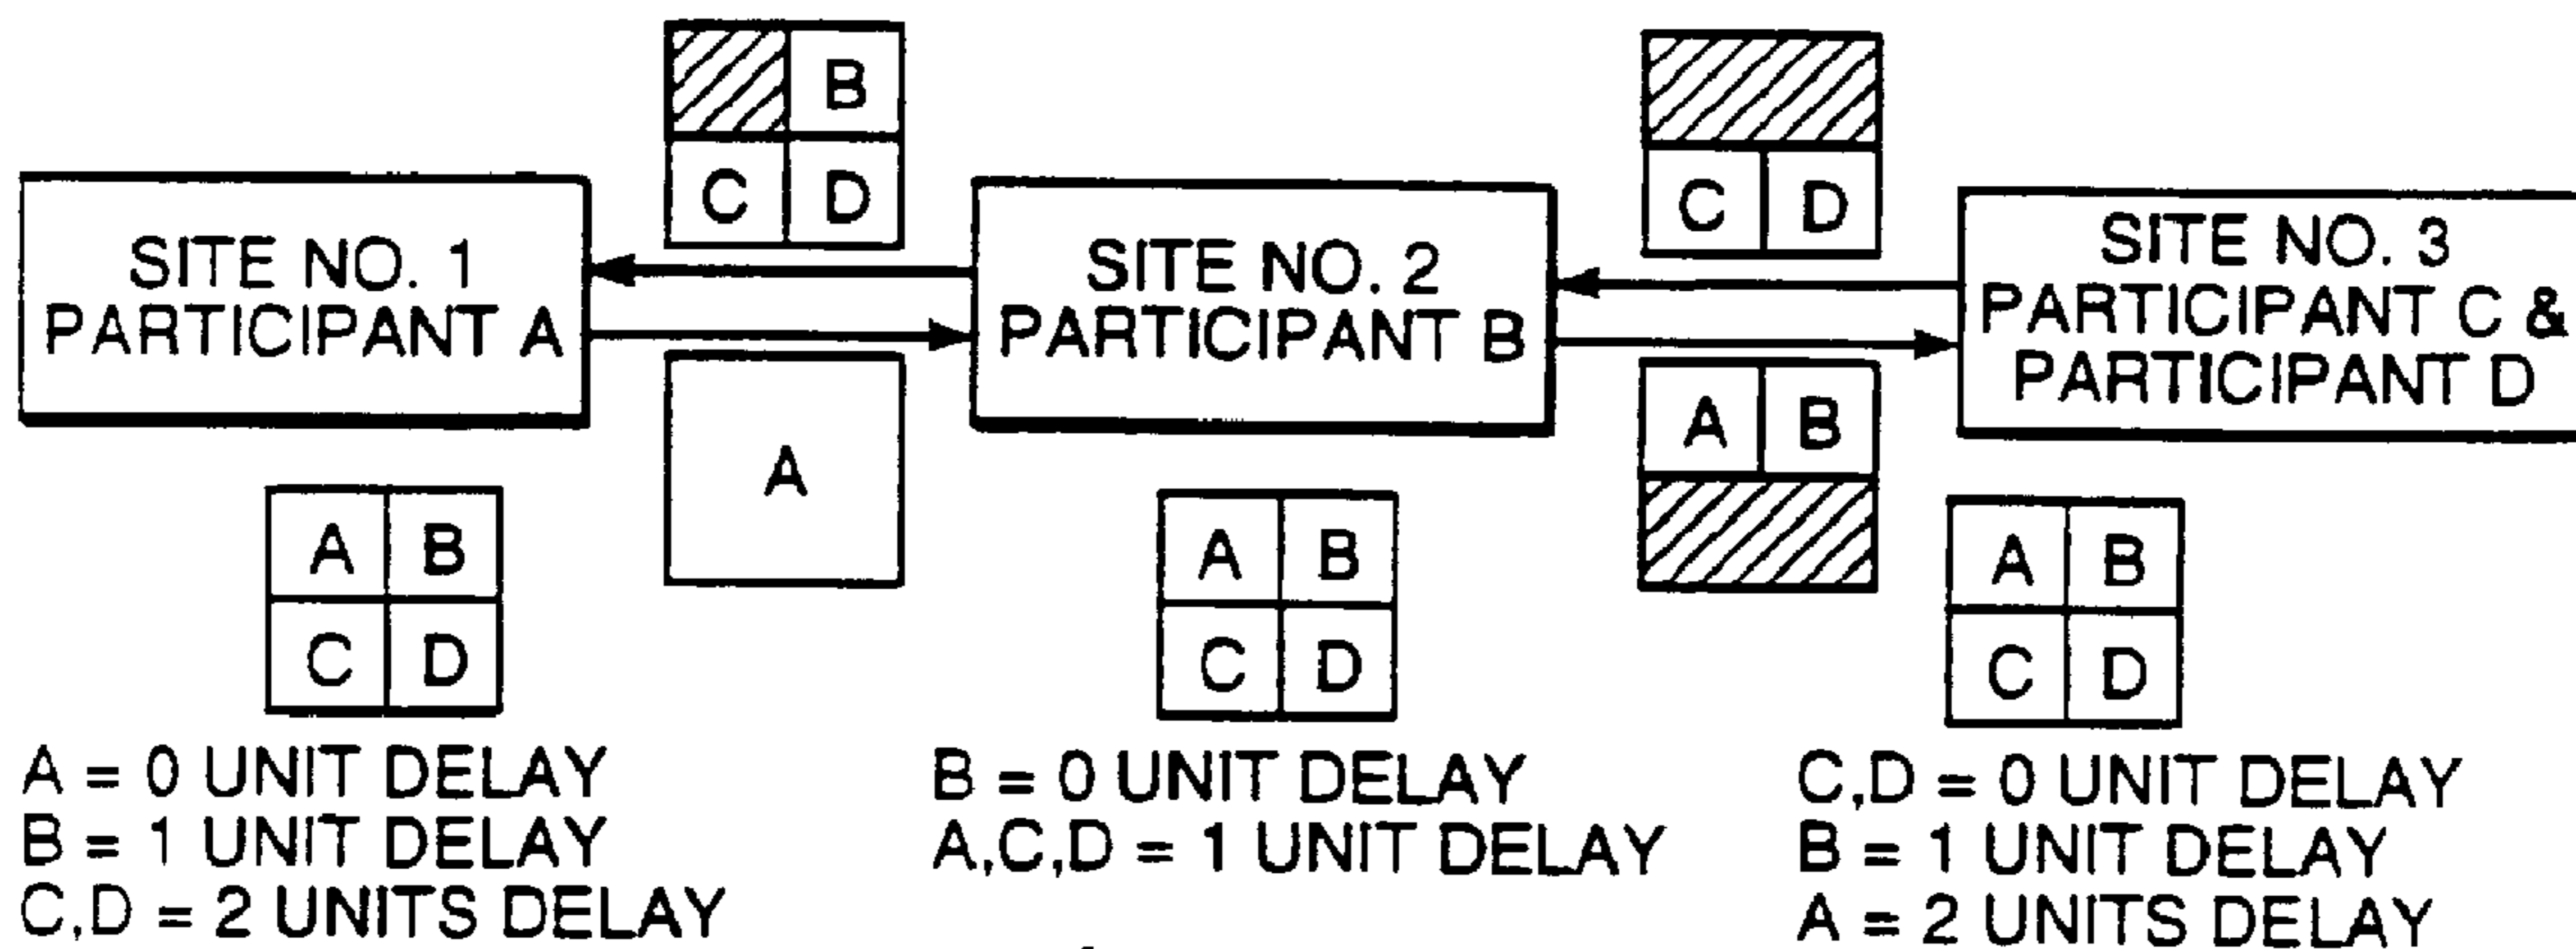 B
C D
C D
SITE NO. 1
PARTICIPANT A
SITE NO. 2
PARTICIPANT B
SITE NO. 3
PARTICIPANT C &
PARTICIPANT D
A
A B
A B
C D
A B
C D
A B
C D
A = 0 UNIT DELAY
B = 1 UNIT DELAY
C,D = 2 UNITS DELAY
B = 0 UNIT DELAY
A,C,D = 1 UNIT DELAY
C,D = 0 UNIT DELAY
B = 1 UNIT DELAY
A = 2 UNITS DELAY